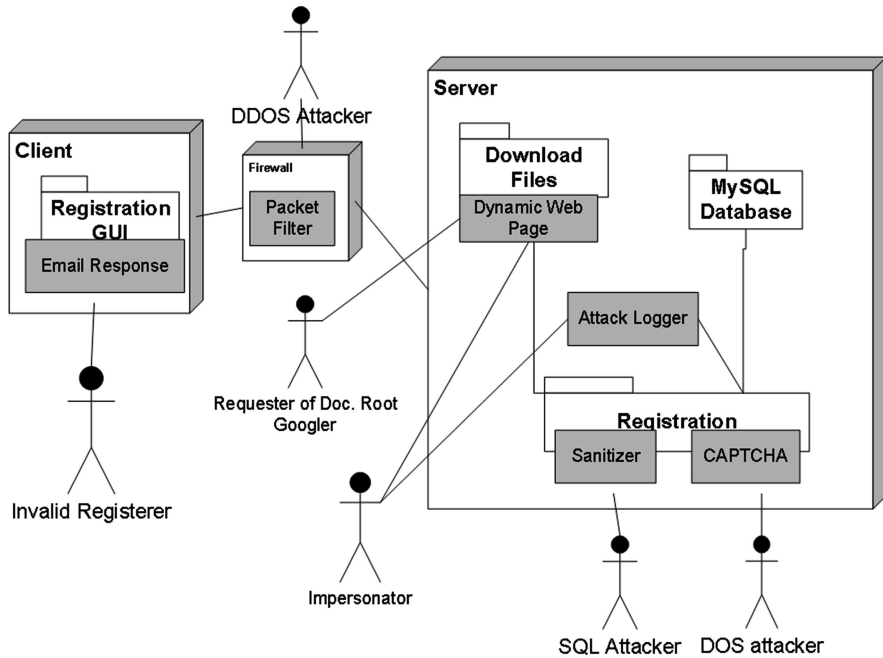 DDOS Attacker
Server
Client
Firewall
Download
Files
Dynamic Web
Page
MySQL
Database
Registration
GUI
Email Response
Packet
Filter
Attack Logger
Requester of Doc. Root
Googler
Registration
Sanitizer
CAPTCHA
Invalid Registerer
Impersonator
SQL Attacker
DOS attacker